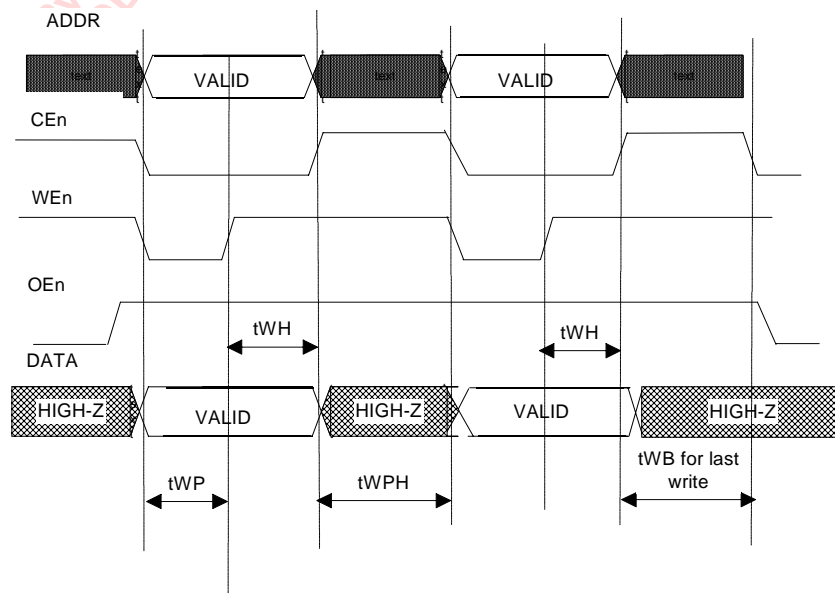 ADDR
text VALID text VALID text
CEn
WEn
OEn
tWH tWH
DATA
HIGH-Z VALID HIGH-Z VALID HIGH-Z
tWP tWPH tWB for last
write